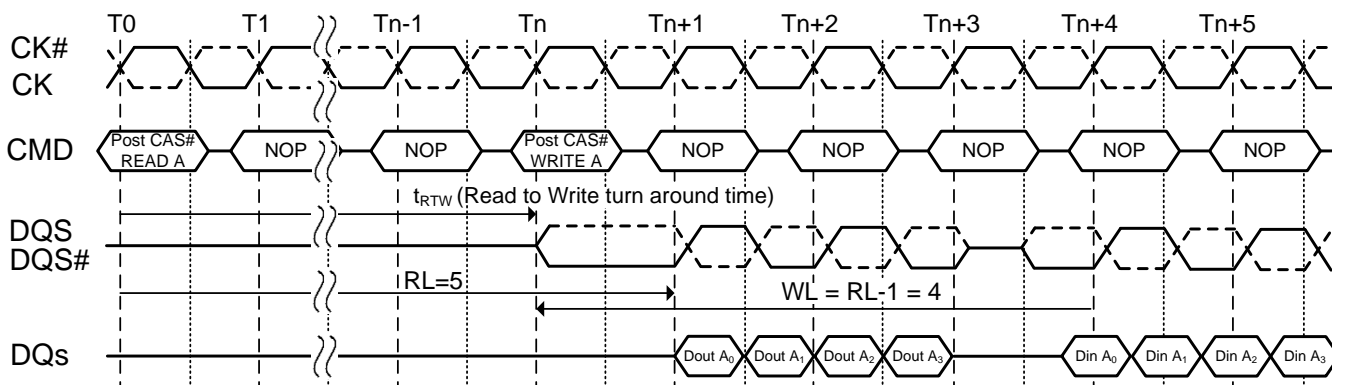 T0 T1 Tn-1 Tn Tn+1 Tn+2 Tn+3 Tn+4 Tn+5
CK#
CK
CMD
Post CAS#
READ A
NOP
NOP
Post CAS#
WRITE A
NOP
NOP
NOP
NOP
NOP
tRTW (Read to Write turn around time)
DQS
DQS#
RL=5
WL = RL-1 = 4
DQs
Dout A0 Dout A1 Dout A2 Dout A3 Din A0 Din A1 Din A2 Din A3